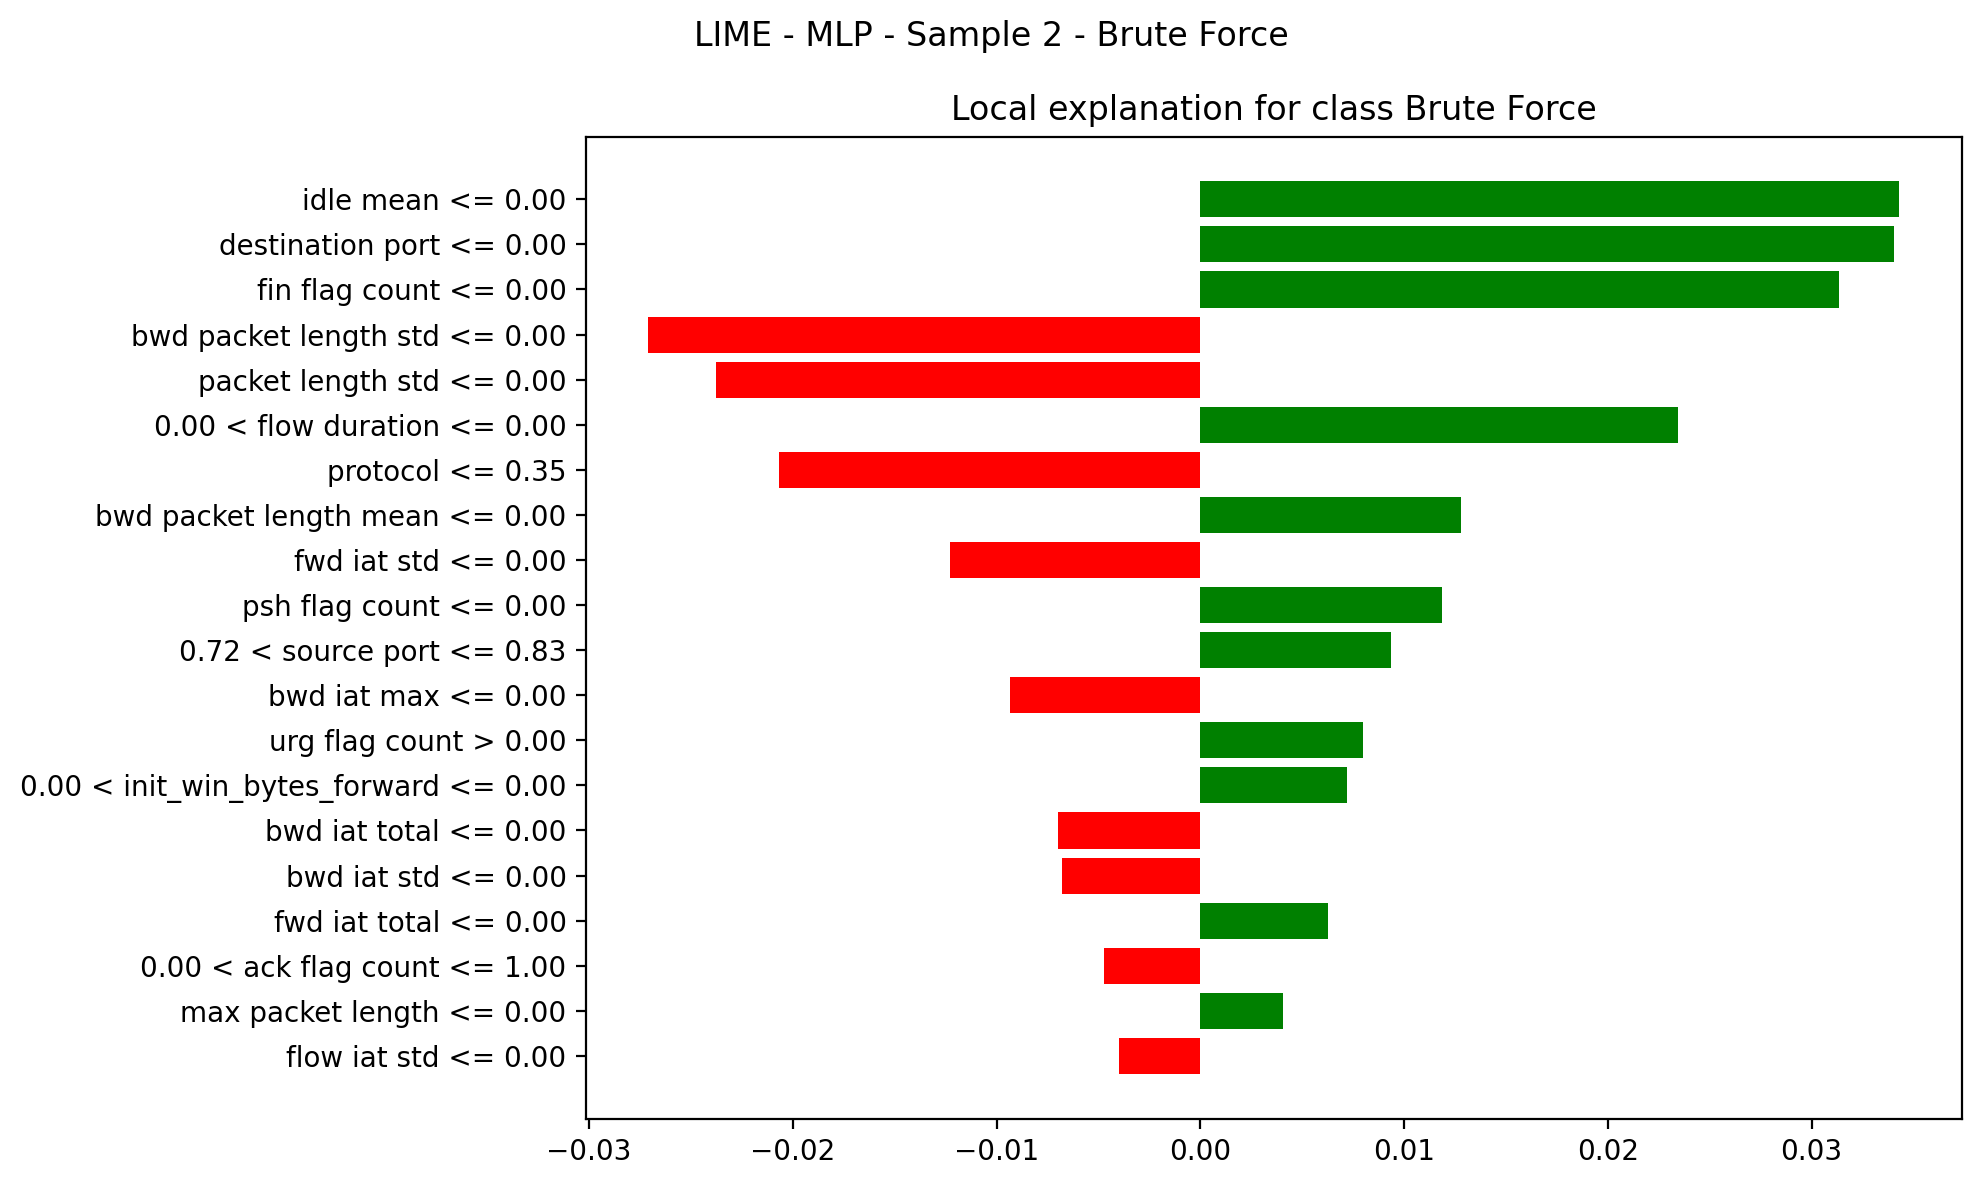 LIME - MLP - Sample 2 - Brute Force
Local explanation for class Brute Force
idle mean <= 0.00
destination port <= 0.00
fin flag count <= 0.00
bwd packet length std <= 0.00
packet length std <= 0.00
0.00 < flow duration <= 0.00
protocol <= 0.35
bwd packet length mean <= 0.00
fwd iat std <= 0.00
psh flag count <= 0.00
0.72 < source port <= 0.83
bwd iat max <= 0.00
urg flag count > 0.00
0.00 < init_win_bytes_forward <= 0.00
bwd iat total <= 0.00
bwd iat std <= 0.00
fwd iat total <= 0.00
0.00 < ack flag count <= 1.00
max packet length <= 0.00
flow iat std <= 0.00
−0.03 −0.02 −0.01 0.00 0.01 0.02 0.03